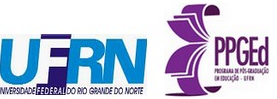 UFRN
UNIVERSIDADE FEDERAL DO RIO GRANDE DO NORTE
PPGEd
PROGRAMA DE PÓS-GRADUAÇÃO
EM EDUCAÇÃO - UFRN